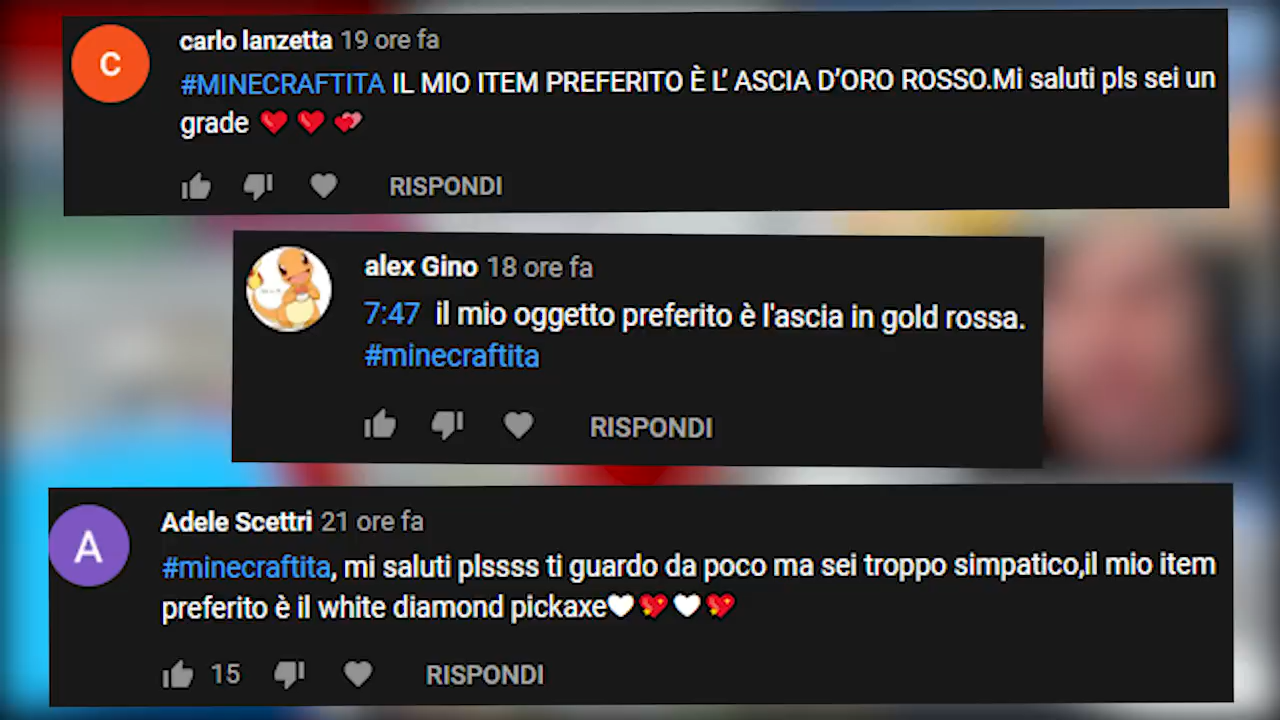 C
carlo lanzetta 19 ore fa
#MINECRAFTITA IL MIO ITEM PREFERITO È L' ASCIA D'ORO ROSSO.Mi saluti pls sei un
grade ❤️ ❤️ 💕
RISPONDI
alex Gino 18 ore fa
7:47 il mio oggetto preferito è l'ascia in gold rossa.
#minecraftita
RISPONDI
A
Adele Scettri 21 ore fa
#minecraftita, mi saluti plssss ti guardo da poco ma sei troppo simpatico,il mio item
preferito è il white diamond pickaxe🤍💖🤍💖
15 RISPONDI